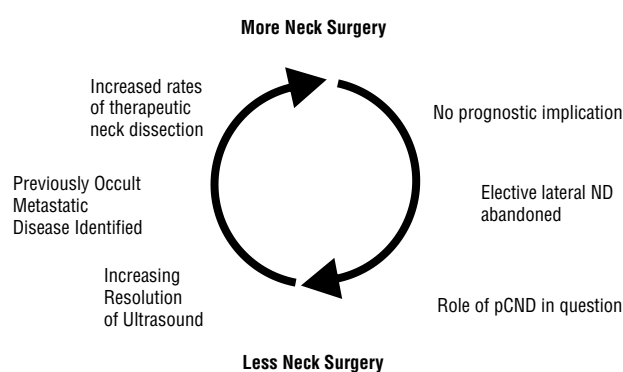 More Neck Surgery
Increased rates
of therapeutic
neck dissection
No prognostic implication
Previously Occult
Metastatic
Disease Identified
Elective lateral ND
abandoned
Increasing
Resolution
of Ultrasound
Role of pCND in question
Less Neck Surgery